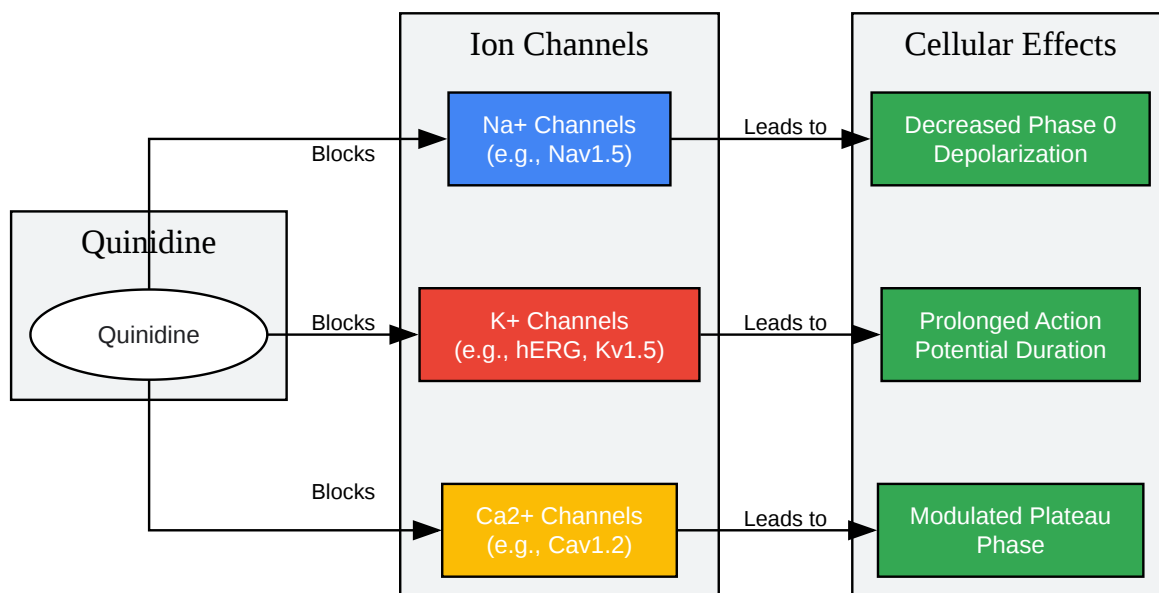 Ion Channels
Cellular Effects
Na+ Channels
(e.g., Nav1.5)
Leads to
Decreased Phase 0
Depolarization
Blocks
Quinidine
Quinidine
Blocks
K+ Channels
(e.g., hERG, Kv1.5)
Leads to
Prolonged Action
Potential Duration
Blocks
Ca2+ Channels
(e.g., Cav1.2)
Leads to
Modulated Plateau
Phase